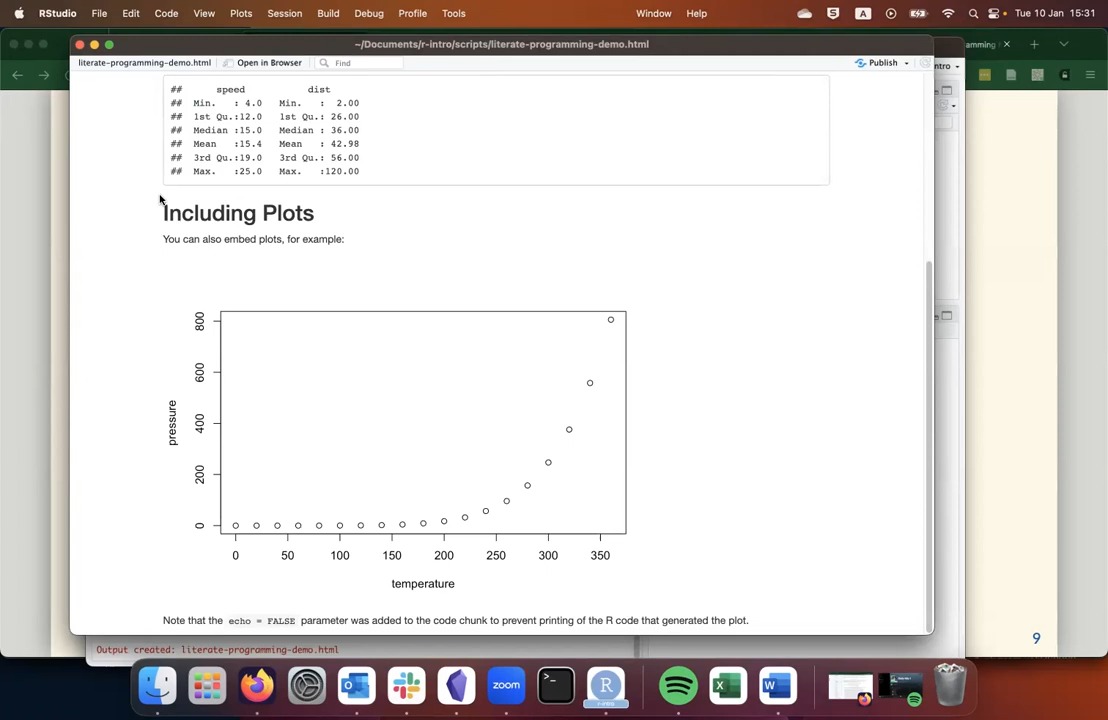 RStudio File Edit Code View Plots Session Build Debug Profile Tools Window Help A Tue 10 Jan 15:31
~/Documents/r-intro/scripts/literate-programming-demo.html
amming
literate-programming-demo.html Open in Browser Find Publish
ntro
## speed dist
## Min. : 4.0 Min. : 2.00
## 1st Qu.:12.0 1st Qu.: 26.00
## Median :15.0 Median : 36.00
## Mean :15.4 Mean : 42.98
## 3rd Qu.:19.0 3rd Qu.: 56.00
## Max. :25.0 Max. :120.00
Including Plots
You can also embed plots, for example:
800
600
400
200
0
pressure
0 50 100 150 200 250 300 350
temperature
Note that the echo = FALSE parameter was added to the code chunk to prevent printing of the R code that generated the plot.
9
Output created: literate-programming-demo.html
zoom
>_
R
X
W